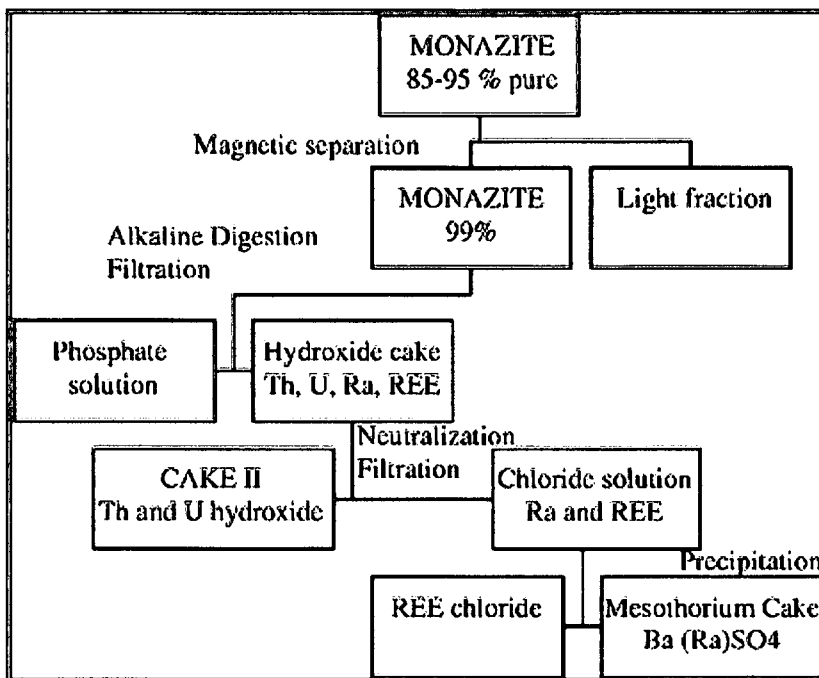 MONAZITE
85-95 % pure
Magnetic separation
MONAZITE
99%
Light fraction
Alkaline Digestion
Filtration
Phosphate
solution
Hydroxide cake
Th, U, Ra, REE
Neutralization
Filtration
CAKE II
Th and U hydroxide
Chloride solution
Ra and REE
Precipitation
REE chloride
Mesothorium Cake
Ba (Ra)SO4